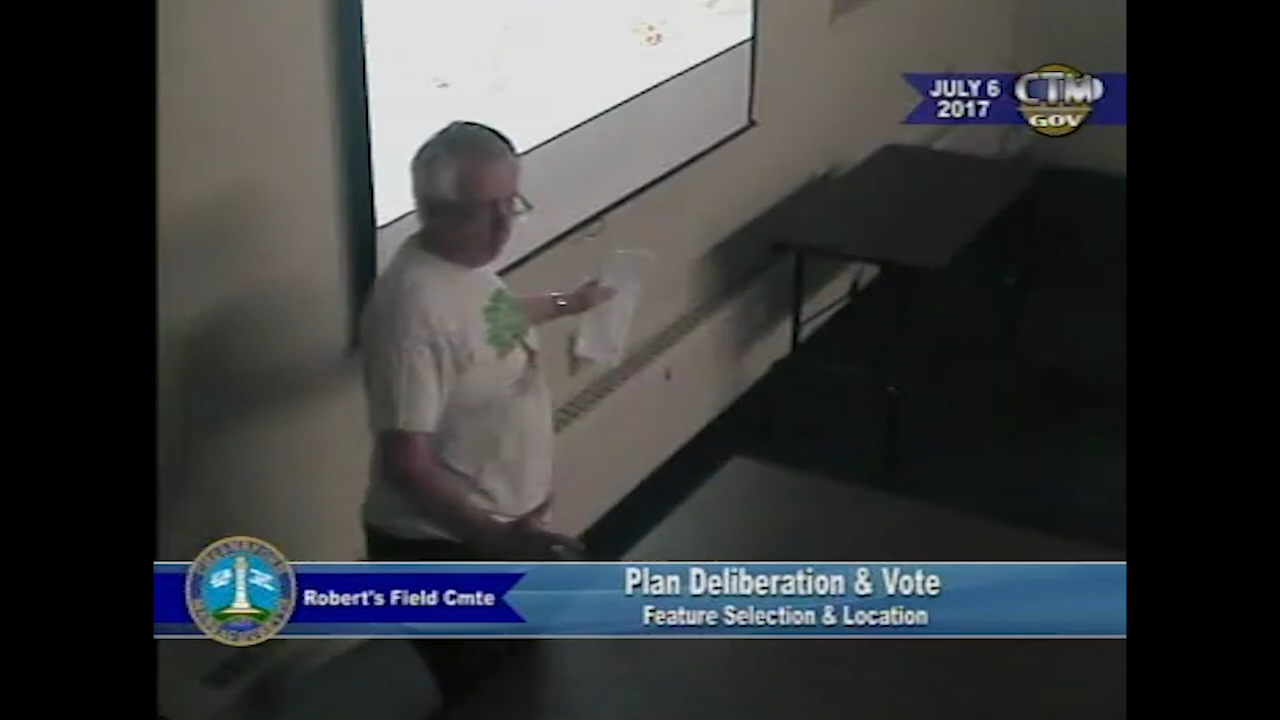 JULY 6
2017
CTM
GOV
Robert's Field Cmte
Plan Deliberation & Vote
Feature Selection & Location